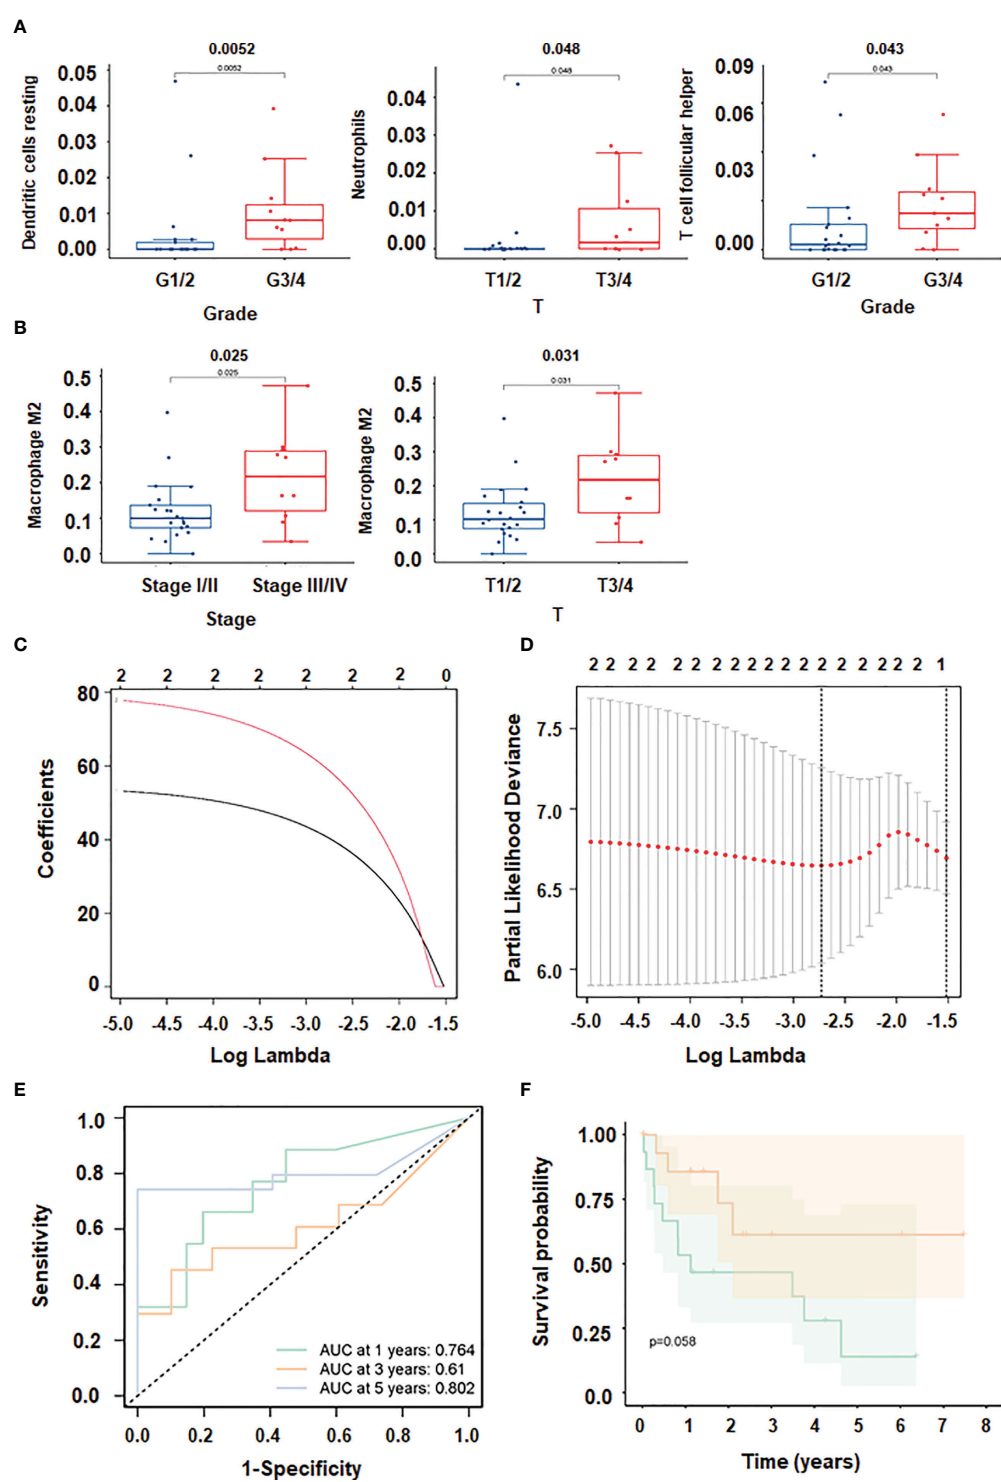 A
0.0052
0.0052
0.05
0.04
0.03
0.02
0.01
0.00
Dendritic cells resting
G1/2
G3/4
Grade
0.048
0.048
0.04
0.03
0.02
0.01
0.00
Neutrophils
T1/2
T3/4
T
0.043
0.043
0.09
0.06
0.03
0.00
T cell follicular helper
G1/2
G3/4
Grade
B
0.025
0.025
0.5
0.4
0.3
0.2
0.1
0.0
Macrophage M2
Stage I/II
Stage III/IV
Stage
0.031
0.031
0.5
0.4
0.3
0.2
0.1
0.0
Macrophage M2
T1/2
T3/4
T
C
2 2 2 2 2 2 2 0
80
60
40
20
0
Coefficients
-5.0 -4.5 -4.0 -3.5 -3.0 -2.5 -2.0 -1.5
Log Lambda
D
2 2 2 2 2 2 2 2 2 2 2 2 2 2 2 2 2 1
7.5
7.0
6.5
6.0
Partial Likelihood Deviance
-5.0 -4.5 -4.0 -3.5 -3.0 -2.5 -2.0 -1.5
Log Lambda
E
1.0
0.8
0.6
0.4
0.2
0.0
Sensitivity
AUC at 1 years: 0.764
AUC at 3 years: 0.61
AUC at 5 years: 0.802
0.0 0.2 0.4 0.6 0.8 1.0
1-Specificity
F
1.00
0.75
0.50
0.25
0.0
Survival probability
p=0.058
0 1 2 3 4 5 6 7 8
Time (years)